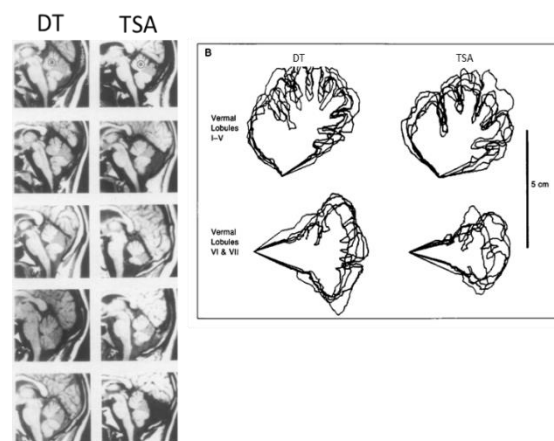 DT TSA
B
DT TSA
Vermal
Lobules
I–V
5 cm
Vermal
Lobules
VI & VII